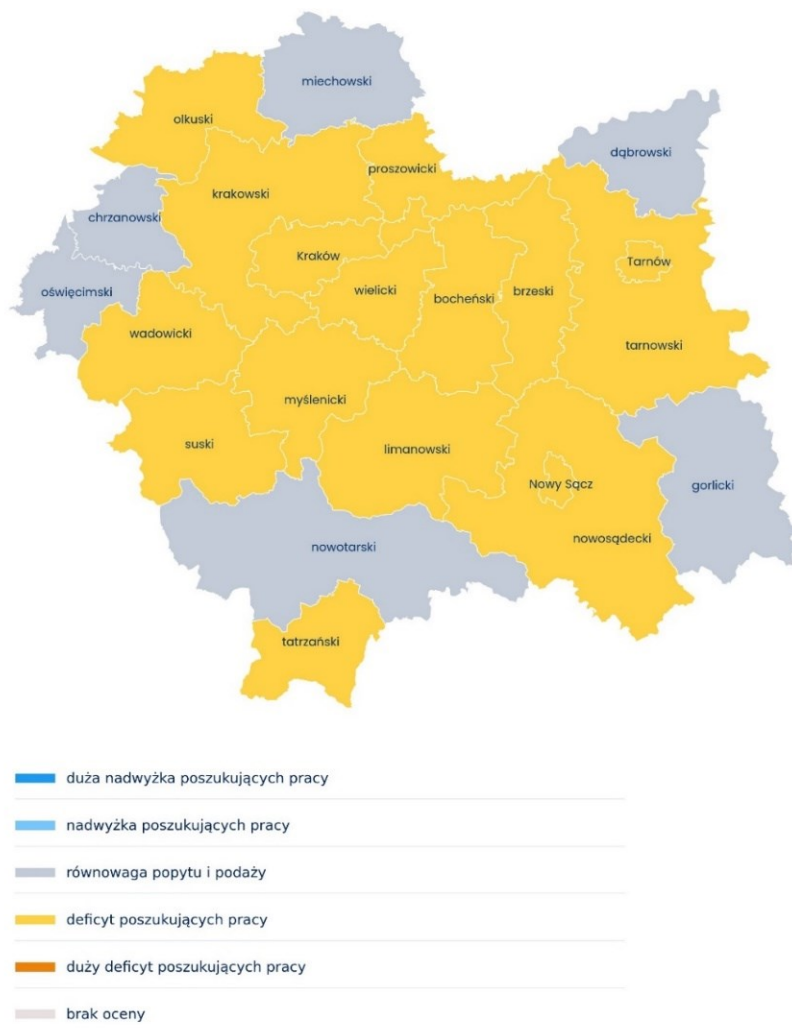 miechowski
olkuski
dąbrowski
proszowicki
krakowski
chrzanowski
Kraków
Tarnów
oświęcimski
wielicki
bocheński
brzeski
wadowicki
tarnowski
myślenicki
suski
limanowski
Nowy Sącz
gorlicki
nowotarski
nowosądecki
tatrzański
duża nadwyżka poszukujących pracy
nadwyżka poszukujących pracy
równowaga popytu i podaży
deficyt poszukujących pracy
duży deficyt poszukujących pracy
brak oceny